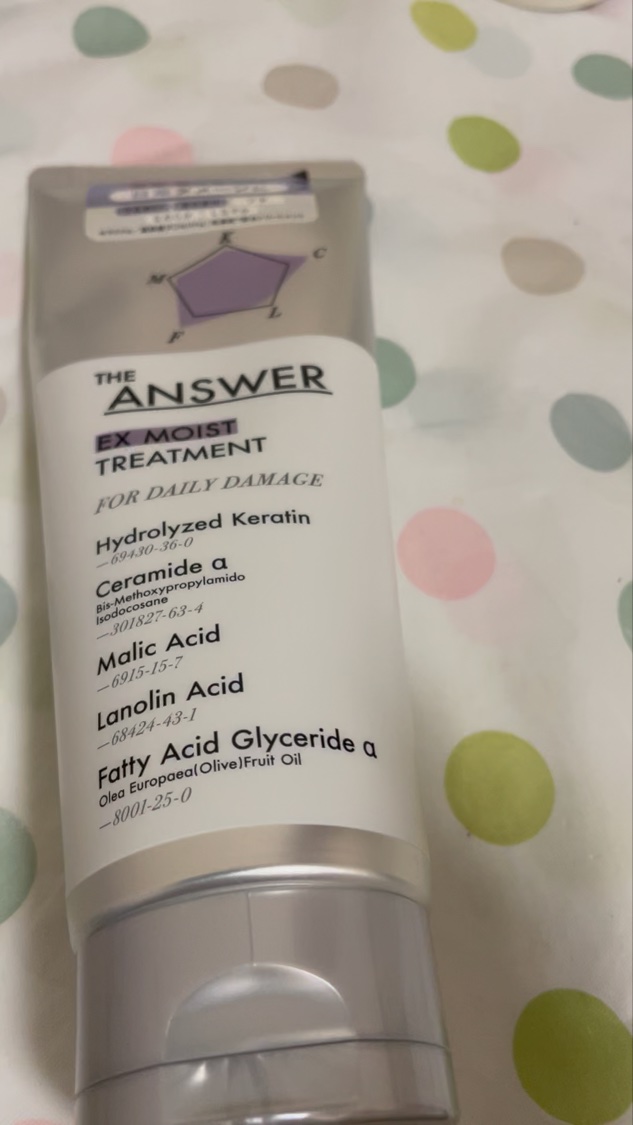 K
C
M
L
F
THE
ANSWER
EX MOIST
TREATMENT
FOR DAILY DAMAGE
Hydrolyzed Keratin
—69430-36-0
Ceramide α
Bis-Methoxypropylamido
Isodocosane
—301827-63-4
Malic Acid
—6915-15-7
Lanolin Acid
—68424-43-1
Fatty Acid Glyceride α
Olea Europaea(Olive)Fruit Oil
—8001-25-0